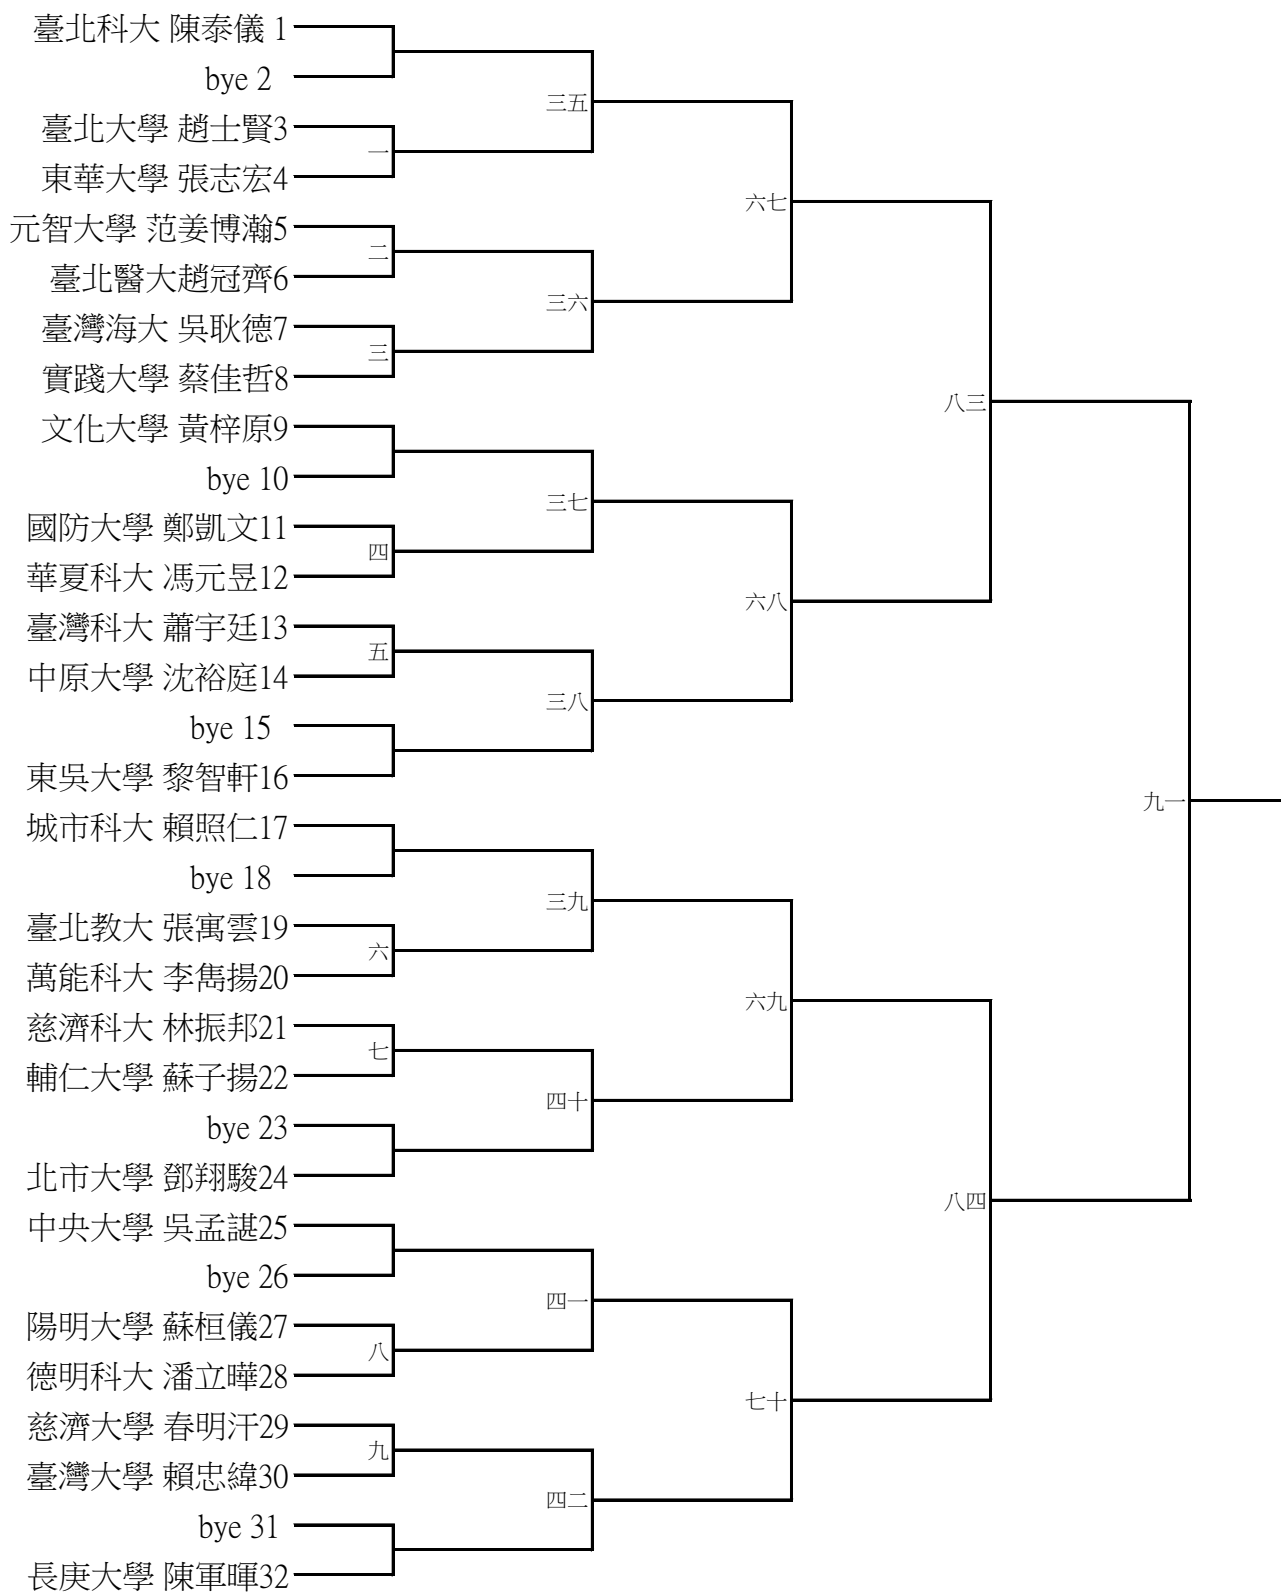 臺北科大 陳泰儀 1
bye 2
三五
臺北大學 趙士賢3
一
東華大學 張志宏4
六七
元智大學 范姜博瀚5
二
臺北醫大趙冠齊6
三六
臺灣海大 吳耿德7
三
實踐大學 蔡佳哲8
八三
文化大學 黃梓原9
bye 10
三七
國防大學 鄭凱文11
四
華夏科大 馮元昱12
六八
臺灣科大 蕭宇廷13
五
中原大學 沈裕庭14
三八
bye 15
東吳大學 黎智軒16
九一
城市科大 賴照仁17
bye 18
三九
臺北教大 張寓雲19
六
萬能科大 李雋揚20
六九
慈濟科大 林振邦21
七
輔仁大學 蘇子揚22
四十
bye 23
北市大學 鄧翔駿24
八四
中央大學 吳孟諶25
bye 26
四一
陽明大學 蘇桓儀27
八
德明科大 潘立曄28
七十
慈濟大學 春明汗29
九
臺灣大學 賴忠緯30
四二
bye 31
長庚大學 陳軍暉32